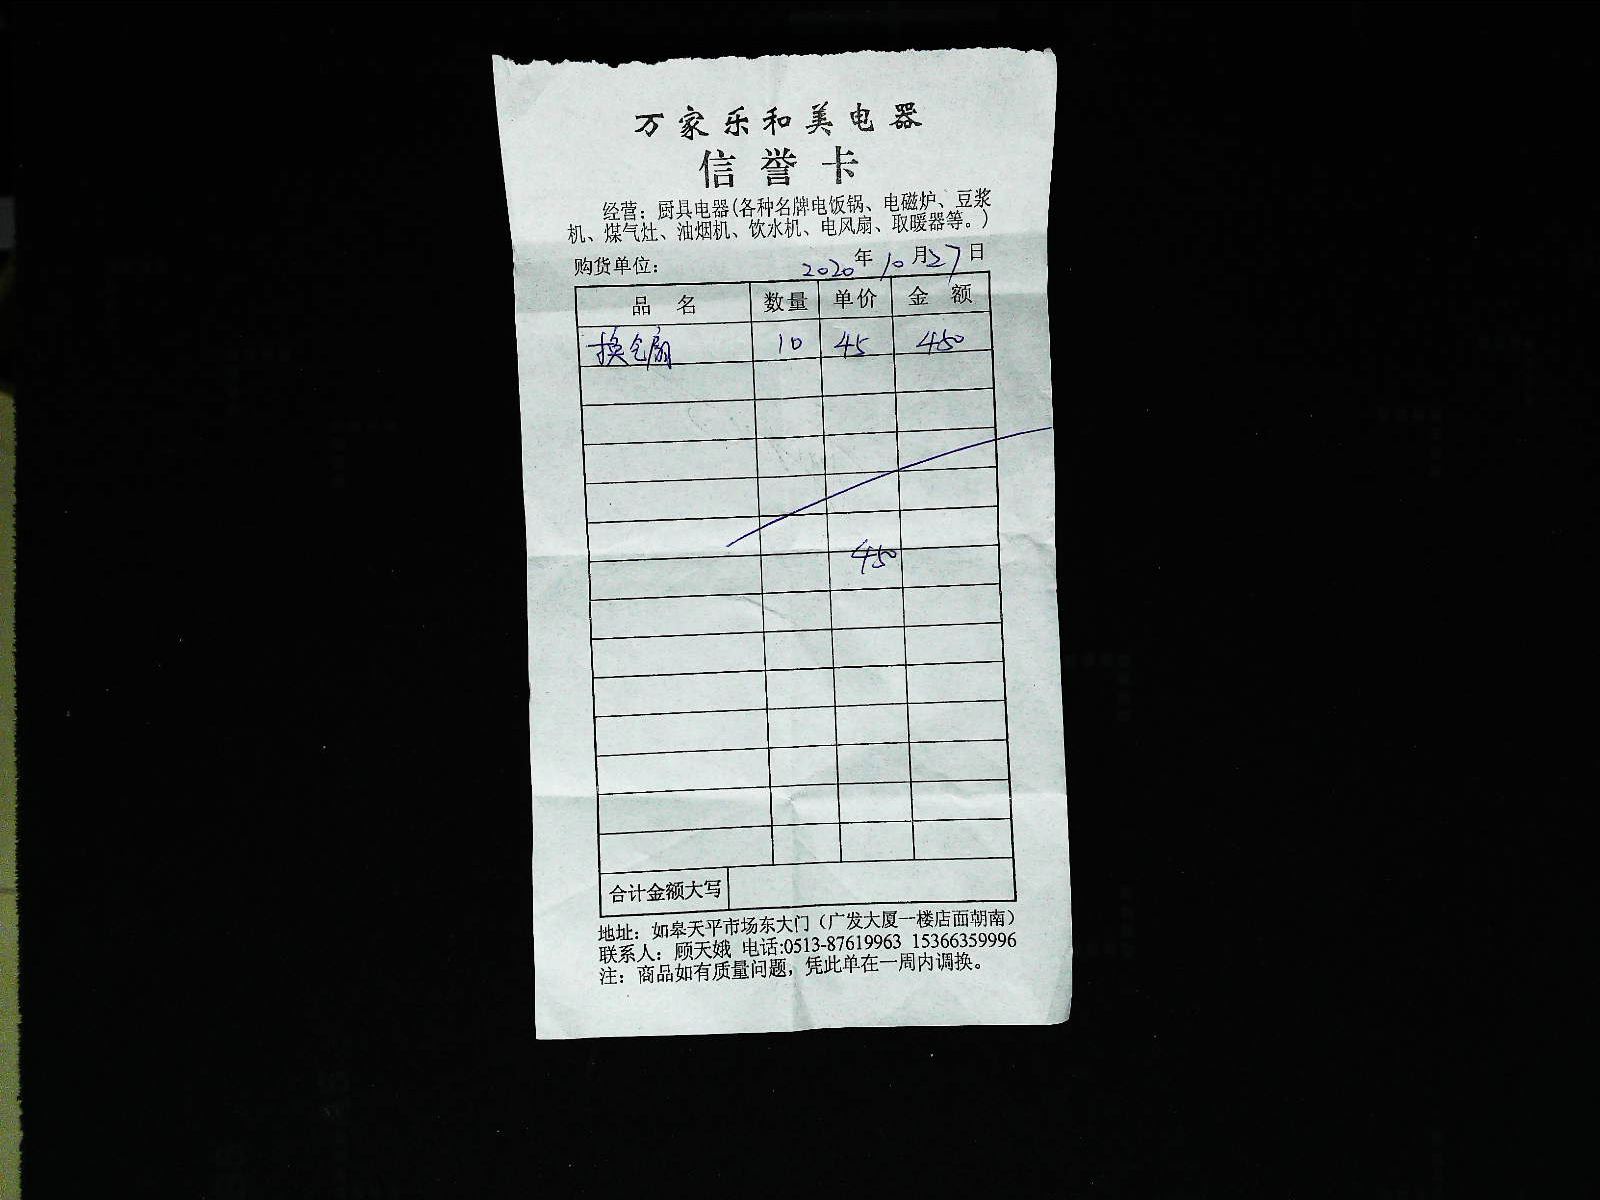 万家乐和美电器
信誉卡
经营：厨具电器(各种名牌电饭锅、电磁炉、豆浆
机、煤气灶、油烟机、饮水机、电风扇、取暖器等。)
购货单位： 2020年10月27日
品 名 数量 单价 金 额
换气扇 10 45 450
450
合计金额大写
地址：如皋天平市场东大门（广发大厦一楼店面朝南）
联系人：顾天娥 电话:0513-87619963 15366359996
注：商品如有质量问题，凭此单在一周内调换。